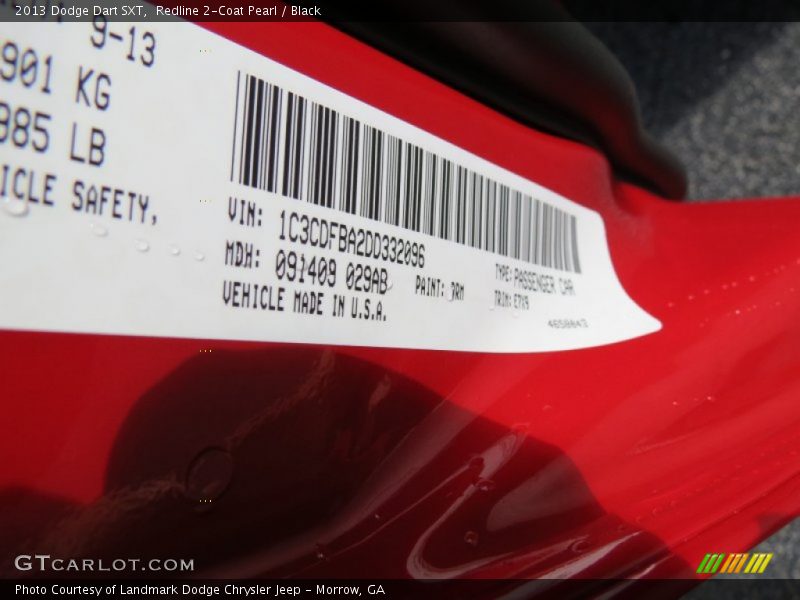 2013 Dodge Dart SXT, Redline 2-Coat Pearl / Black
9-13
901 KG
985 LB
ICLE SAFETY,
VIN: 1C3CDFBA2DD332096
MDH: 091409 029AB PAINT: TYPE: PASSENGER CAR
VEHICLE MADE IN U.S.A. TRIM:
GTCARLOT.COM
Photo Courtesy of Landmark Dodge Chrysler Jeep - Morrow, GA